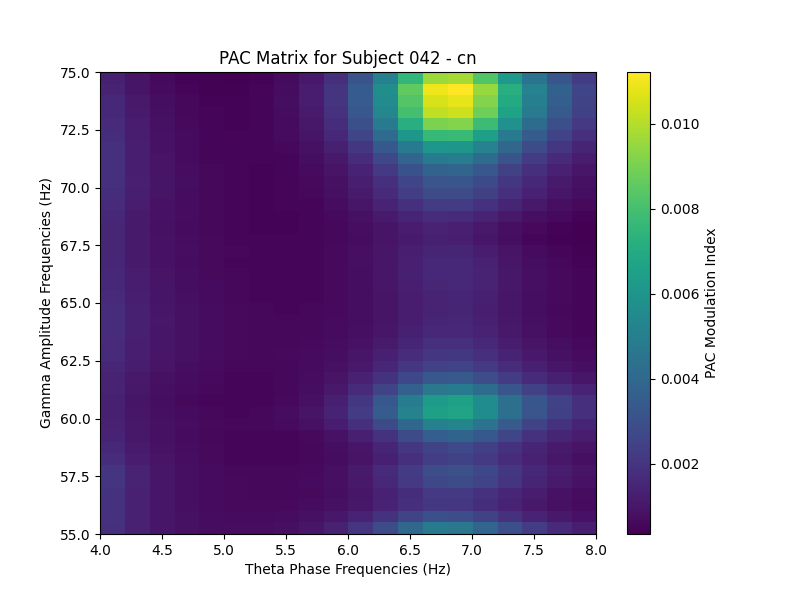 PAC Matrix for Subject 042 - cn
75.0
72.5
70.0
67.5
65.0
62.5
60.0
57.5
55.0
Gamma Amplitude Frequencies (Hz)
4.0 4.5 5.0 5.5 6.0 6.5 7.0 7.5 8.0
Theta Phase Frequencies (Hz)
0.010
0.008
0.006
0.004
0.002
PAC Modulation Index